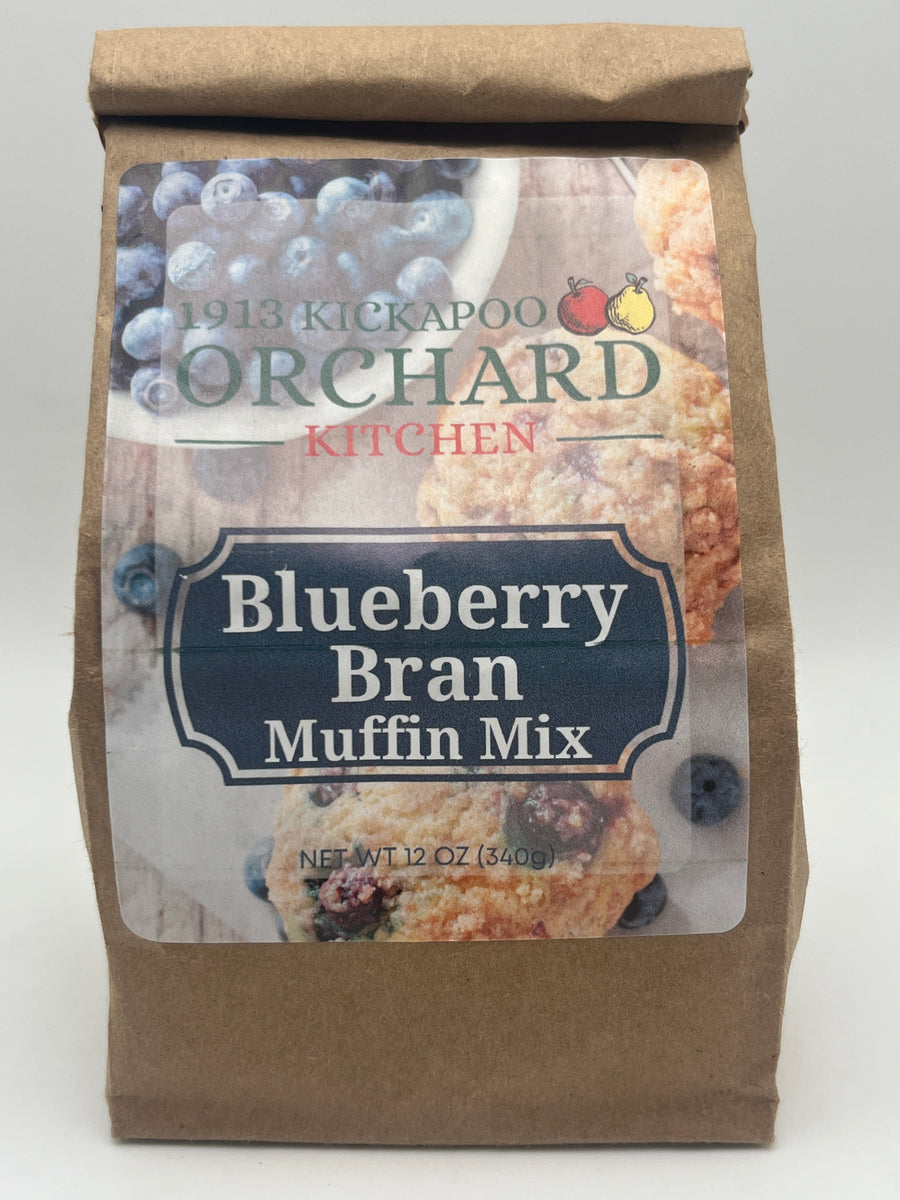 1913 KICKAPOO
ORCHARD
KITCHEN
Blueberry
Bran
Muffin Mix
NET WT 12 OZ (340g)